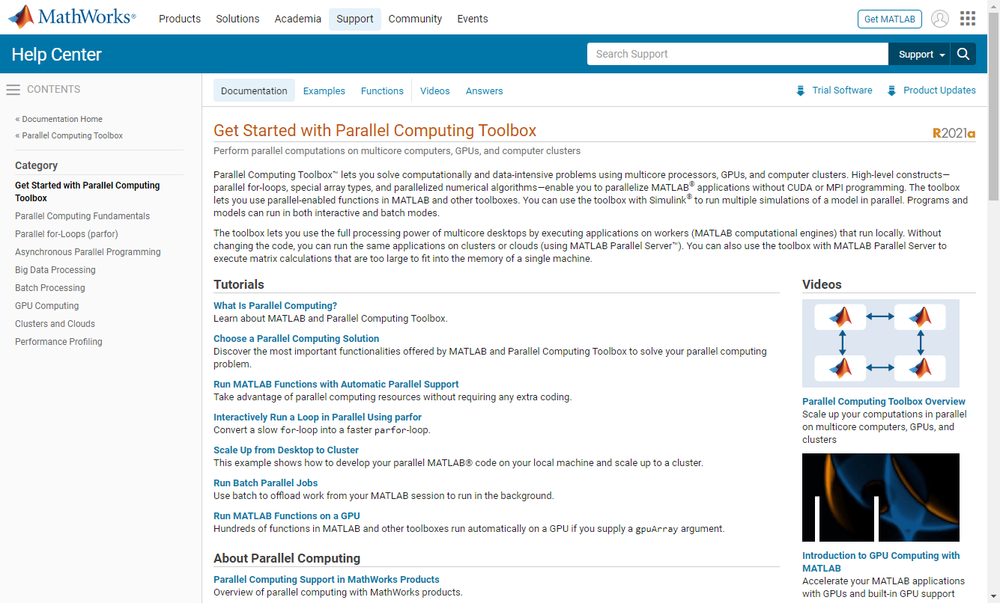 MathWorks®
Products
Solutions
Academia
Support
Community
Events
Get MATLAB
Help Center
Search Support
Support
CONTENTS
Documentation
Examples
Functions
Videos
Answers
Trial Software
Product Updates
« Documentation Home
« Parallel Computing Toolbox
Category
Get Started with Parallel Computing
Toolbox
Parallel Computing Fundamentals
Parallel for-Loops (parfor)
Asynchronous Parallel Programming
Big Data Processing
Batch Processing
GPU Computing
Clusters and Clouds
Performance Profiling
Get Started with Parallel Computing Toolbox
R2021a
Perform parallel computations on multicore computers, GPUs, and computer clusters
Parallel Computing Toolbox™ lets you solve computationally and data-intensive problems using multicore processors, GPUs, and computer clusters. High-level constructs—
parallel for-loops, special array types, and parallelized numerical algorithms—enable you to parallelize MATLAB® applications without CUDA or MPI programming. The toolbox
lets you use parallel-enabled functions in MATLAB and other toolboxes. You can use the toolbox with Simulink® to run multiple simulations of a model in parallel. Programs and
models can run in both interactive and batch modes.
The toolbox lets you use the full processing power of multicore desktops by executing applications on workers (MATLAB computational engines) that run locally. Without
changing the code, you can run the same applications on clusters or clouds (using MATLAB Parallel Server™). You can also use the toolbox with MATLAB Parallel Server to
execute matrix calculations that are too large to fit into the memory of a single machine.
Tutorials
What Is Parallel Computing?
Learn about MATLAB and Parallel Computing Toolbox.
Choose a Parallel Computing Solution
Discover the most important functionalities offered by MATLAB and Parallel Computing Toolbox to solve your parallel computing
problem.
Run MATLAB Functions with Automatic Parallel Support
Take advantage of parallel computing resources without requiring any extra coding.
Interactively Run a Loop in Parallel Using parfor
Convert a slow for-loop into a faster parfor-loop.
Scale Up from Desktop to Cluster
This example shows how to develop your parallel MATLAB® code on your local machine and scale up to a cluster.
Run Batch Parallel Jobs
Use batch to offload work from your MATLAB session to run in the background.
Run MATLAB Functions on a GPU
Hundreds of functions in MATLAB and other toolboxes run automatically on a GPU if you supply a gpuArray argument.
About Parallel Computing
Parallel Computing Support in MathWorks Products
Overview of parallel computing with MathWorks products.
Videos
Parallel Computing Toolbox Overview
Scale up your computations in parallel
on multicore computers, GPUs, and
clusters
Introduction to GPU Computing with
MATLAB
Accelerate your MATLAB applications
with GPUs and built-in GPU support